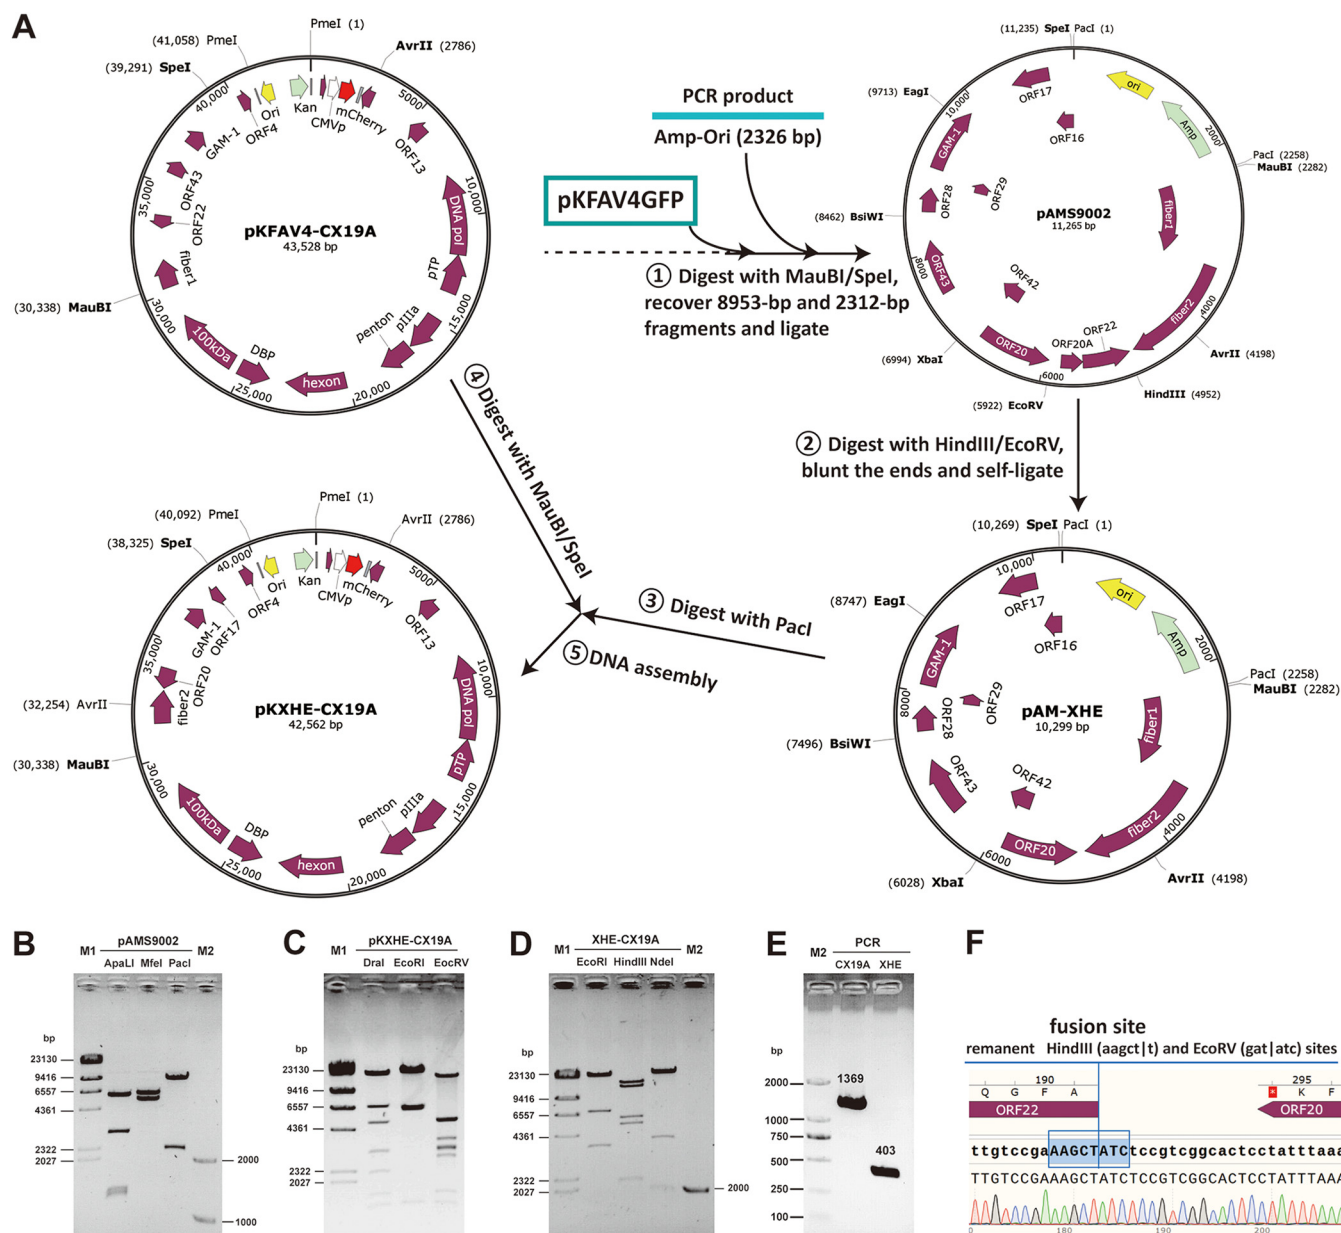 A
PmeI (1)
(41,058) PmeI
AvrII (2786)
(39,291) SpeI
40,000
5000
Kan
CMVp
mCherry
Ori
ORF4
GAM-1
ORF13
ORF43
35,000
ORF22
10,000
DNA pol
pKFAV4-CX19A
43,528 bp
fiber1
pTP
(30,338) MauBI
30,000
15,000
penton
pIIIa
100kDa
DBP
hexon
25,000
20,000
PCR product
Amp-Ori (2326 bp)
pKFAV4GFP
① Digest with MauBI/SpeI,
recover 8953-bp and 2312-bp
fragments and ligate
(11,235) SpeI PacI (1)
(9713) EagI
10,000
ORF17
ori
Amp
2000
GAM-1
ORF16
PacI (2258)
MauBI (2282)
ORF28
ORF29
pAMS9002
11,265 bp
fiber1
(8462) BsiWI
8000
ORF43
ORF42
fiber2
4000
ORF22
ORF20A
ORF20
(6994) XbaI
AvrII (4198)
6000
HindIII (4952)
(5922) EcoRV
② Digest with HindIII/EcoRV,
blunt the ends and self-ligate
④ Digest with MauBI/SpeI
③ Digest with PacI
⑤ DNA assembly
PmeI (1)
(40,092) PmeI
AvrII (2786)
(38,325) SpeI
40,000
5000
Kan
CMVp
mCherry
Ori
ORF4
ORF17
GAM-1
ORF13
35,000
ORF20
fiber2
10,000
DNA pol
(32,254) AvrII
pKXHE-CX19A
42,562 bp
pTP
(30,338) MauBI
30,000
15,000
penton
pIIIa
100kDa
DBP
hexon
25,000
20,000
(10,269) SpeI PacI (1)
10,000
ORF17
ori
(8747) EagI
ORF16
Amp
2000
GAM-1
PacI (2258)
MauBI (2282)
8000
ORF28
ORF29
pAM-XHE
10,299 bp
fiber1
(7496) BsiWI
ORF43
ORF42
fiber2
4000
ORF20
6000
(6028) XbaI
AvrII (4198)
B
pAMS9002
M1 M2
ApaLI MfeI PacI
bp
23130
9416
6557
4361
2322
2027
2000
1000
C
pKXHE-CX19A
M1
DraI EcoRI EocRV
bp
23130
9416
6557
4361
2322
2027
D
XHE-CX19A
M1 M2
EcoRI HindIII NdeI
bp
23130
9416
6557
4361
2322
2027
2000
E
PCR
M2
CX19A XHE
bp
2000
1000
750
500
250
100
1369
403
F
fusion site
remanent HindIII (aagct|t) and EcoRV (gat|atc) sites
190 295
Q G F A * K F
ORF22 ORF20
ttgtccgaAAGCTATCtccgtcggcactcctatttaaa
TTGTCCGAAAGCTATCTCCGTCGGCACTCCTATTTAAA
180 190 200